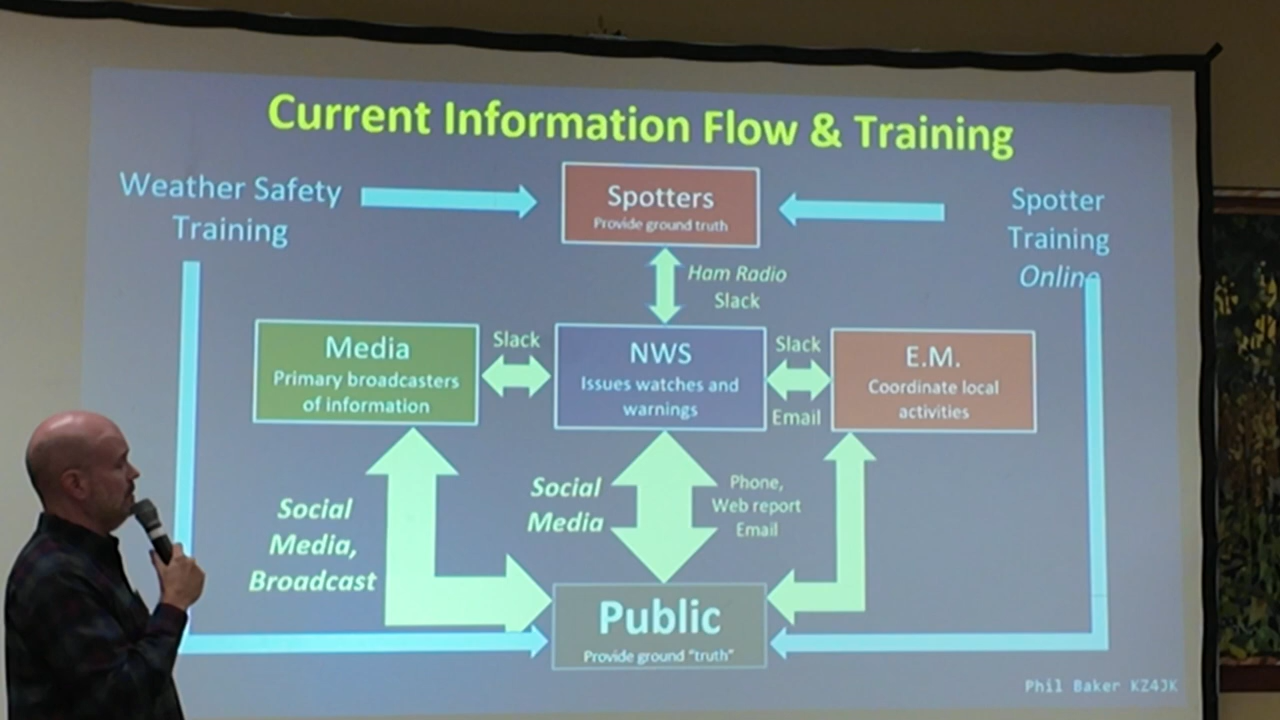 Current Information Flow & Training
Weather Safety
Training
Spotters
Provide ground truth
Spotter
Training
Online
Ham Radio
Slack
Media
Primary broadcasters
of information
Slack
NWS
Issues watches and
warnings
Slack
Email
E.M.
Coordinate local
activities
Social
Media,
Broadcast
Social
Media
Phone,
Web report
Email
Public
Provide ground "truth"
Phil Baker KZ4JK